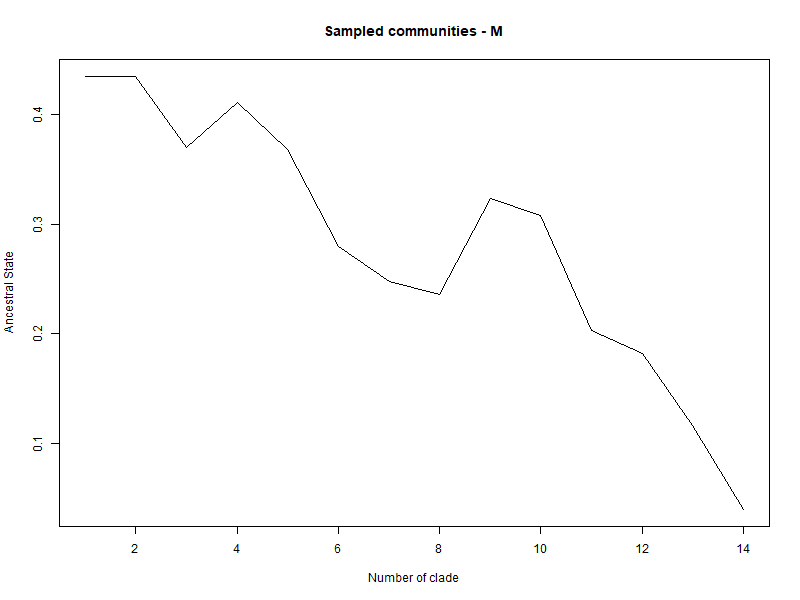 Sampled communities - M
Ancestral State
0.4
0.3
0.2
0.1
2 4 6 8 10 12 14
Number of clade